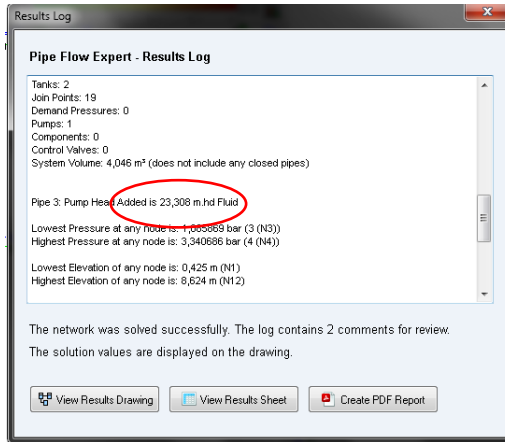 Results Log
Pipe Flow Expert - Results Log
Tanks: 2
Join Points: 19
Demand Pressures: 0
Pumps: 1
Components: 0
Control Valves: 0
System Volume: 4,046 m³ (does not include any closed pipes)
Pipe 3: Pump Head Added is 23,308 m.hd Fluid
Lowest Pressure at any node is: 1,085869 bar (3 (N3))
Highest Pressure at any node is: 3,340686 bar (4 (N4))
Lowest Elevation of any node is: 0,425 m (N1)
Highest Elevation of any node is: 8,624 m (N12)
The network was solved successfully. The log contains 2 comments for review.
The solution values are displayed on the drawing.
View Results Drawing
View Results Sheet
Create PDF Report